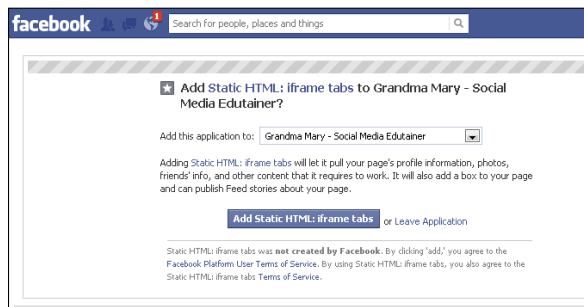 facebook
1
Search for people, places and things
Add Static HTML: iframe tabs to Grandma Mary - Social
Media Edutainer?
Add this application to: Grandma Mary - Social Media Edutainer
Adding Static HTML: iframe tabs will let it pull your page's profile information, photos,
friends' info, and other content that it requires to work. It will also add a box to your page
and can publish Feed stories about your page.
Add Static HTML: iframe tabs or Leave Application
Static HTML: iframe tabs was not created by Facebook. By clicking 'add,' you agree to the
Facebook Platform User Terms of Service. By using Static HTML: iframe tabs, you also agree to the
Static HTML: iframe tabs Terms of Service.